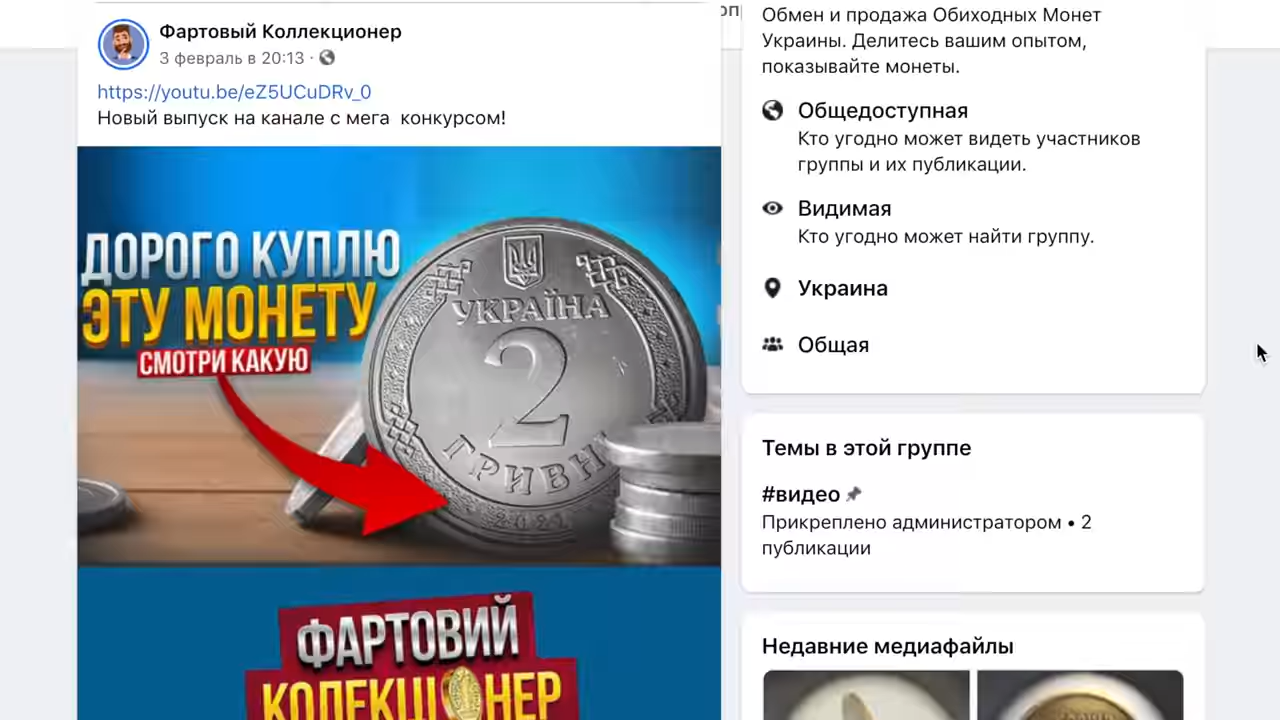 Фартовый Коллекционер
3 февраль в 20:13 ·
https://youtu.be/eZ5UCuDRv_0
Новый выпуск на канале с мега конкурсом!
ДОРОГО КУПЛЮ
ЭТУ МОНЕТУ
СМОТРИ КАКУЮ
УКРАЇНА
2
ГРИВН
ФАРТОВИЙ
КОЛЕКЦІОНЕР
Обмен и продажа Обиходных Монет
Украины. Делитесь вашим опытом,
показывайте монеты.
Общедоступная
Кто угодно может видеть участников
группы и их публикации.
Видимая
Кто угодно может найти группу.
Украина
Общая
Темы в этой группе
#видео
Прикреплено администратором • 2
публикации
Недавние медиафайлы